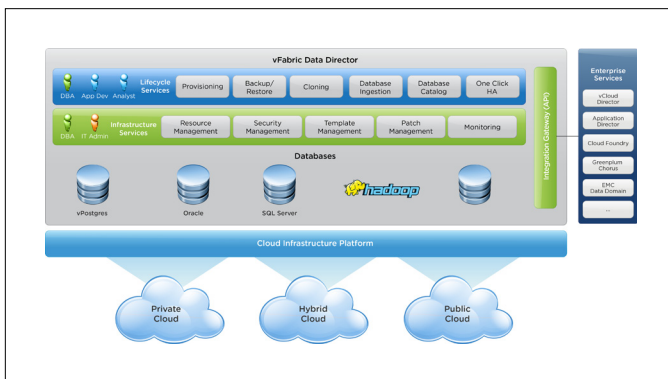 vFabric Data Director
DBA
App Dev
Analyst
Lifecycle
Services
Provisioning
Backup/
Restore
Cloning
Database
Ingestion
Database
Catalog
One Click
HA
DBA
IT Admin
Infrastructure
Services
Resource
Management
Security
Management
Template
Management
Patch
Management
Monitoring
Databases
vPostgres
Oracle
SQL Server
hadoop
Integration Gateway (API)
Enterprise
Services
vCloud
Director
Application
Director
Cloud Foundry
Greenplum
Chorus
EMC
Data Domain
...
Cloud Infrastructure Platform
Private
Cloud
Hybrid
Cloud
Public
Cloud